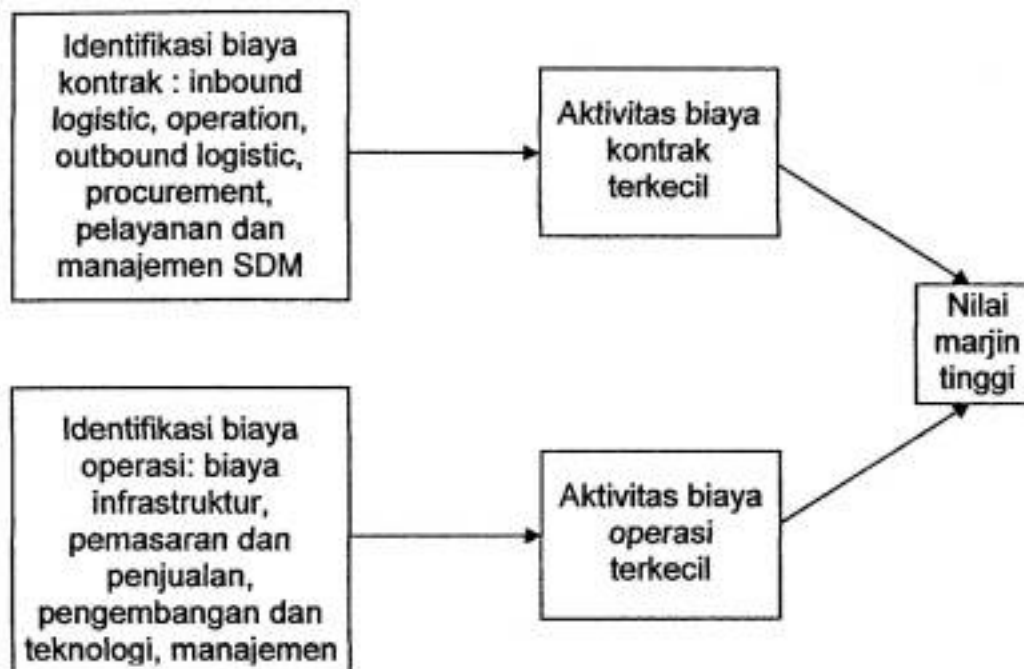 Identifikasi biaya
kontrak : inbound
logistic, operation,
outbound logistic,
procurement,
pelayanan dan
manajemen SDM
Aktivitas biaya
kontrak
terkecil
Nilai
marjin
tinggi
Identifikasi biaya
operasi: biaya
infrastruktur,
pemasaran dan
penjualan,
pengembangan dan
teknologi, manajemen
Aktivitas biaya
operasi
terkecil